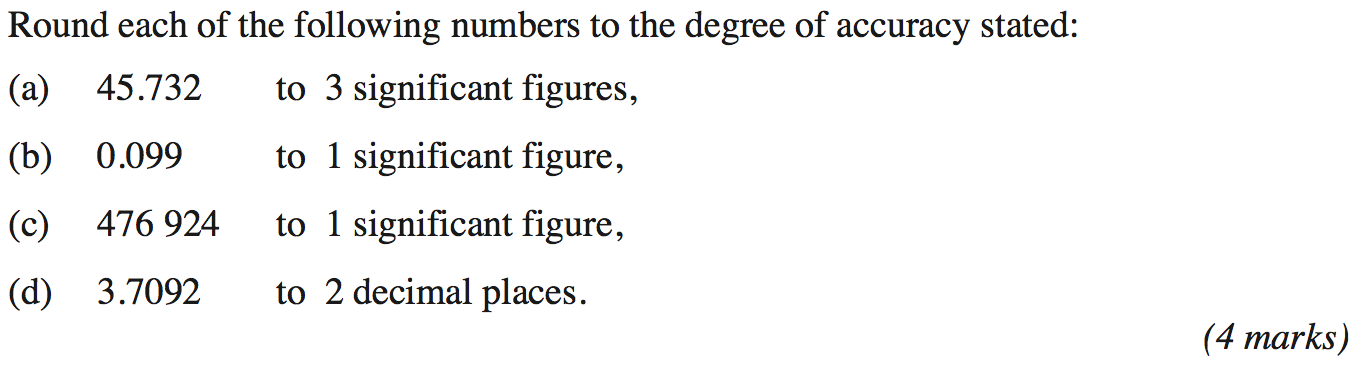 Round each of the following numbers to the degree of accuracy stated:
(a) 45.732 to 3 significant figures,
(b) 0.099 to 1 significant figure,
(c) 476 924 to 1 significant figure,
(d) 3.7092 to 2 decimal places.
(4 marks)